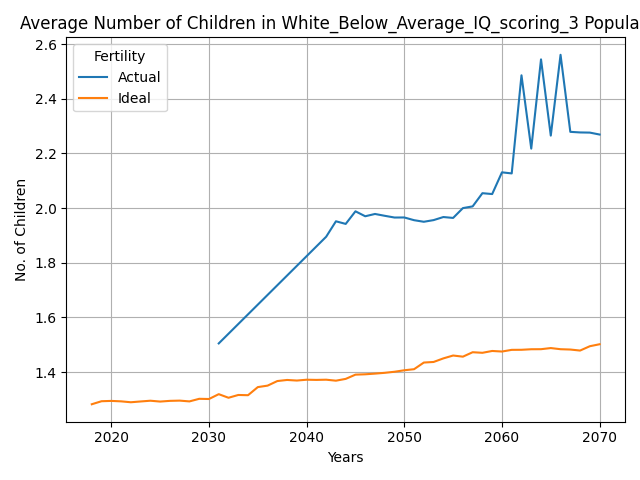 Average Number of Children in White_Below_Average_IQ_scoring_3 Popula
Fertility
Actual
Ideal
2.6
2.4
2.2
2.0
1.8
1.6
1.4
No. of Children
2020 2030 2040 2050 2060 2070
Years